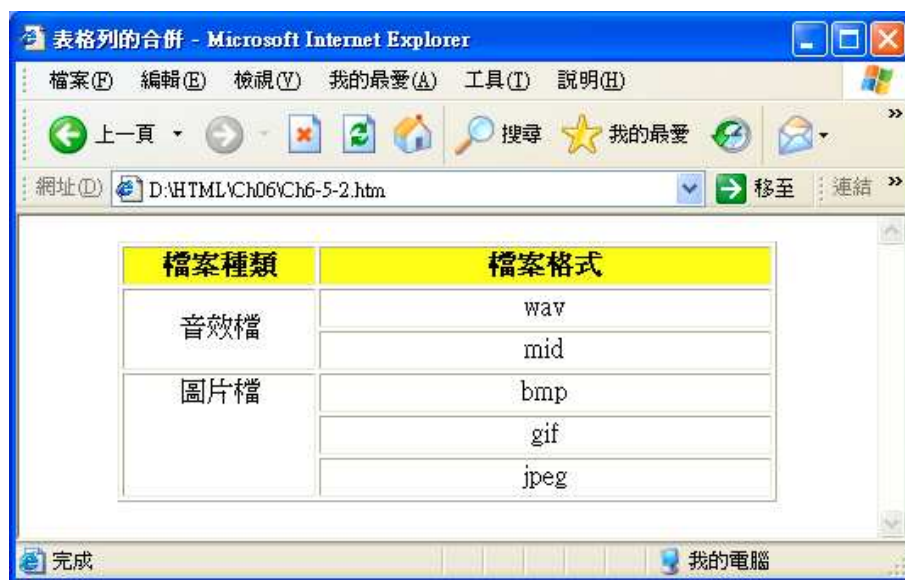 表格列的合併 - Microsoft Internet Explorer
檔案(F) 編輯(E) 檢視(V) 我的最愛(A) 工具(T) 說明(H)
上一頁 搜尋 我的最愛 »
網址(D) D:\HTML\Ch06\Ch6-5-2.htm 移至 連結 »
檔案種類 檔案格式
音效檔 wav
mid
圖片檔 bmp
gif
jpeg
完成 我的電腦